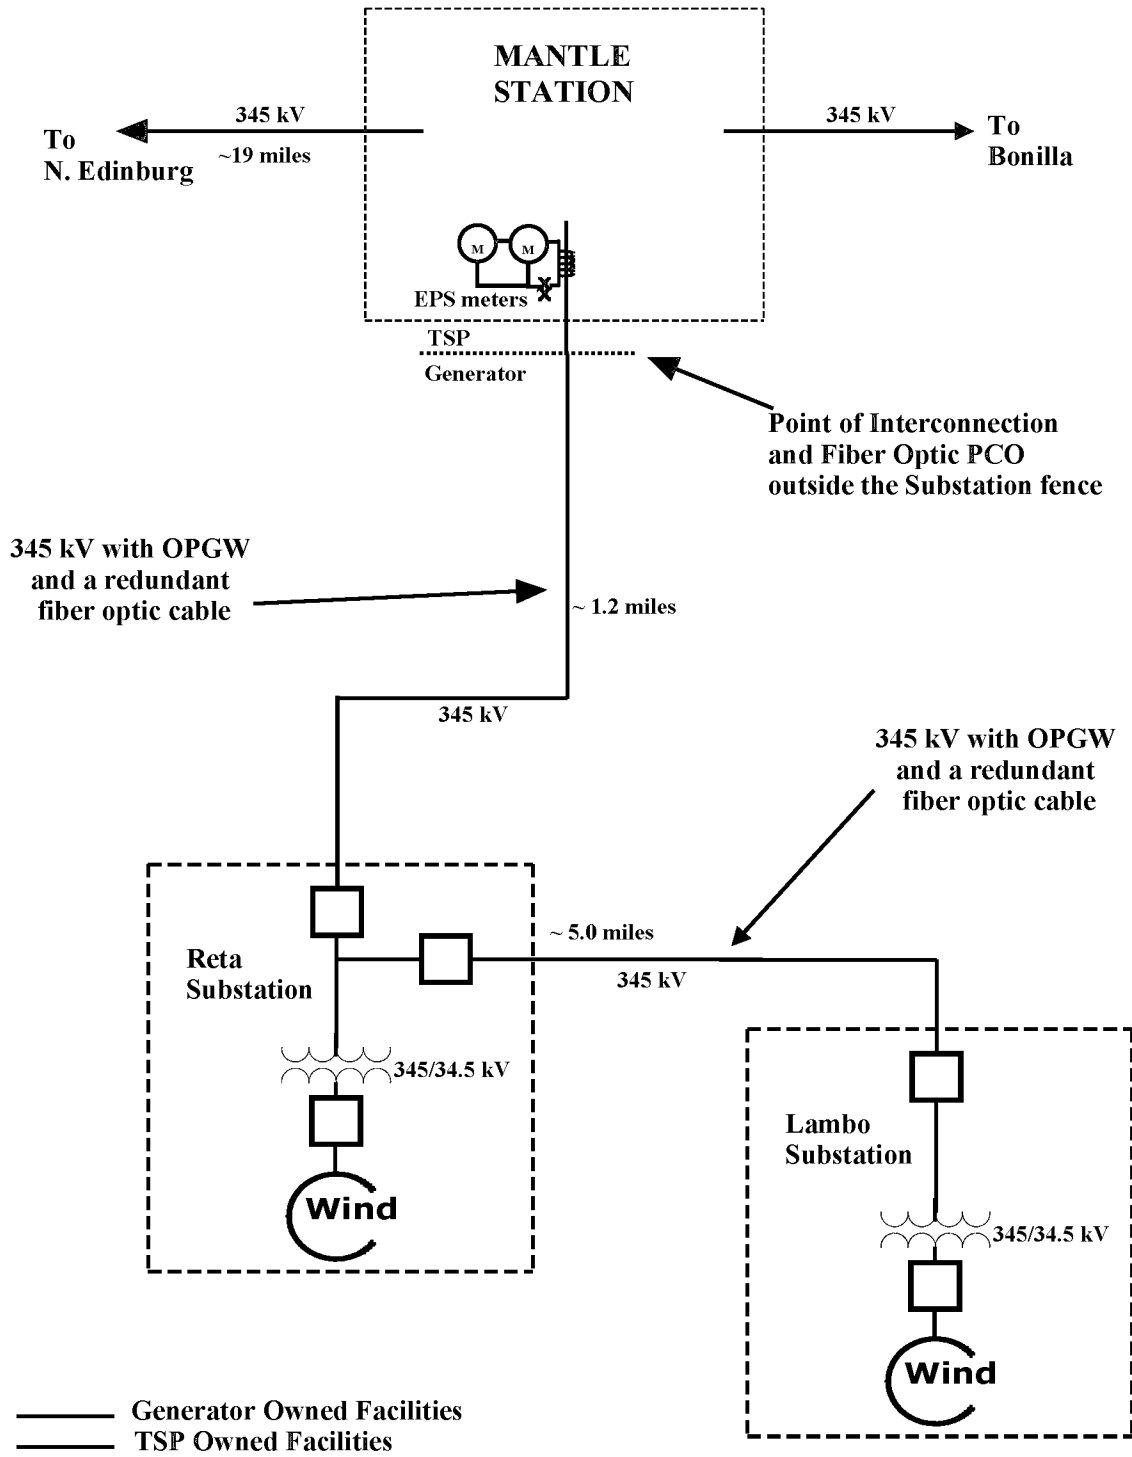 MANTLE
STATION
345 kV
345 kV
To
N. Edinburg
~19 miles
To
Bonilla
M
M
EPS meters
TSP
Generator
Point of Interconnection
and Fiber Optic PCO
outside the Substation fence
345 kV with OPGW
and a redundant
fiber optic cable
~ 1.2 miles
345 kV
345 kV with OPGW
and a redundant
fiber optic cable
~ 5.0 miles
345 kV
Reta
Substation
345/34.5 kV
Wind
Lambo
Substation
345/34.5 kV
Wind
Generator Owned Facilities
TSP Owned Facilities